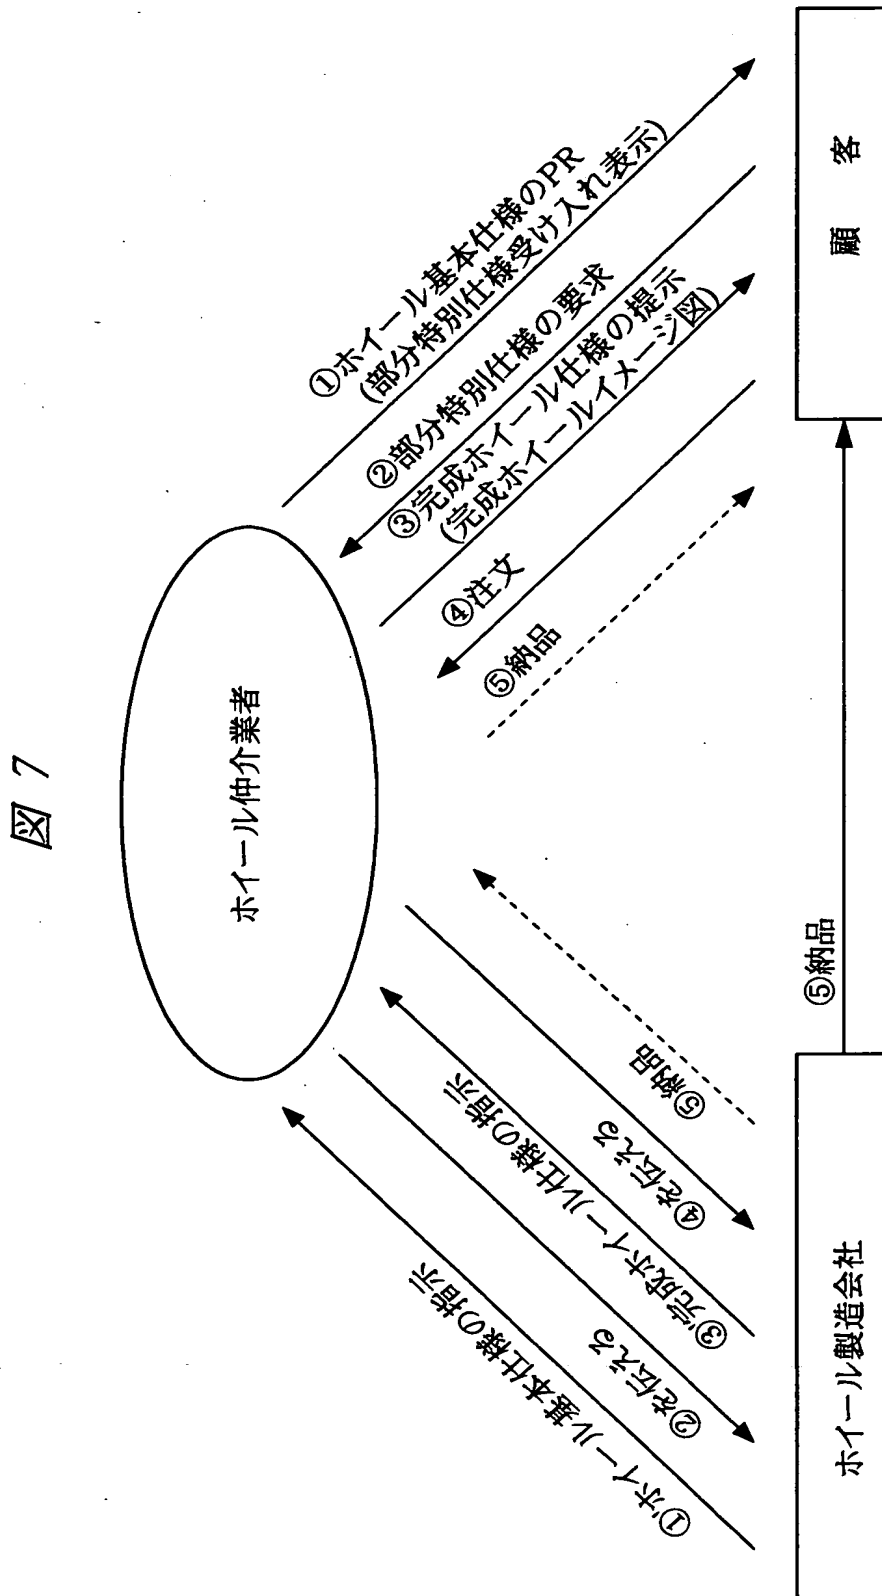 図 7
ホイール仲介業者
①ホイール基本仕様のPR
(部分特別仕様受け入れ表示)
②部分特別仕様の要求
③完成ホイール仕様の提示
(完成ホイールイメージ図)
④注文
⑤納品
①'ホイール基本仕様の指示
②を伝える
③'完成ホイール仕様の指示
④を伝える
⑤納品
⑤納品
ホイール製造会社
顧 客